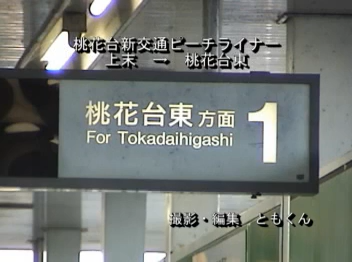 桃花台新交通ピーチライナー
上末　→　桃花台東
桃花台東 方面 1
For Tokadaihigashi
撮影・編集　ともくん